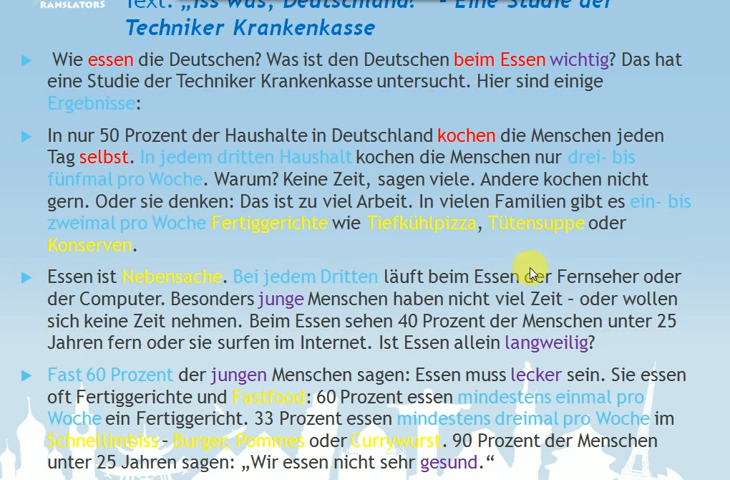 RANSLATORS
Text: „Iss was, Deutschland!" - Eine Studie der
Techniker Krankenkasse
Wie essen die Deutschen? Was ist den Deutschen beim Essen wichtig? Das hat
eine Studie der Techniker Krankenkasse untersucht. Hier sind einige
Ergebnisse:
In nur 50 Prozent der Haushalte in Deutschland kochen die Menschen jeden
Tag selbst. In jedem dritten Haushalt kochen die Menschen nur drei- bis
fünfmal pro Woche. Warum? Keine Zeit, sagen viele. Andere kochen nicht
gern. Oder sie denken: Das ist zu viel Arbeit. In vielen Familien gibt es ein- bis
zweimal pro Woche Fertiggerichte wie Tiefkühlpizza, Tütensuppe oder
Konserven.
Essen ist Nebensache. Bei jedem Dritten läuft beim Essen der Fernseher oder
der Computer. Besonders junge Menschen haben nicht viel Zeit – oder wollen
sich keine Zeit nehmen. Beim Essen sehen 40 Prozent der Menschen unter 25
Jahren fern oder sie surfen im Internet. Ist Essen allein langweilig?
Fast 60 Prozent der jungen Menschen sagen: Essen muss lecker sein. Sie essen
oft Fertiggerichte und Fastfood: 60 Prozent essen mindestens einmal pro
Woche ein Fertiggericht. 33 Prozent essen mindestens dreimal pro Woche im
Schnellimbiss – Burger, Pommes oder Currywurst. 90 Prozent der Menschen
unter 25 Jahren sagen: „Wir essen nicht sehr gesund.“